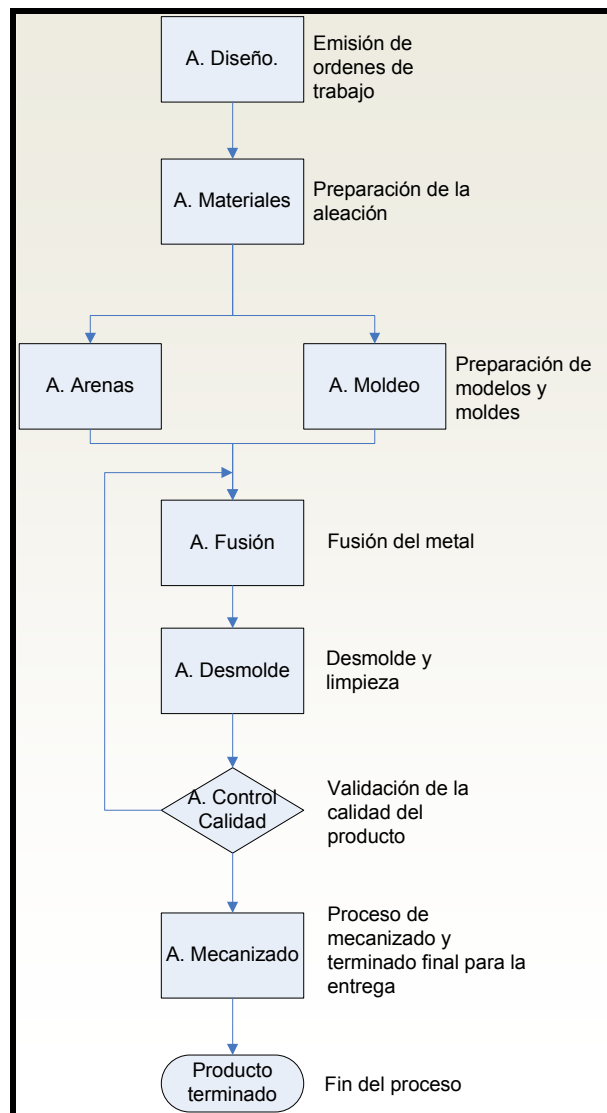 A. Diseño.
Emisión de
ordenes de
trabajo
A. Materiales
Preparación de la
aleación
A. Arenas
A. Moldeo
Preparación de
modelos y
moldes
A. Fusión
Fusión del metal
A. Desmolde
Desmolde y
limpieza
A. Control
Calidad
Validación de la
calidad del
producto
A. Mecanizado
Proceso de
mecanizado y
terminado final para la
entrega
Producto
terminado
Fin del proceso